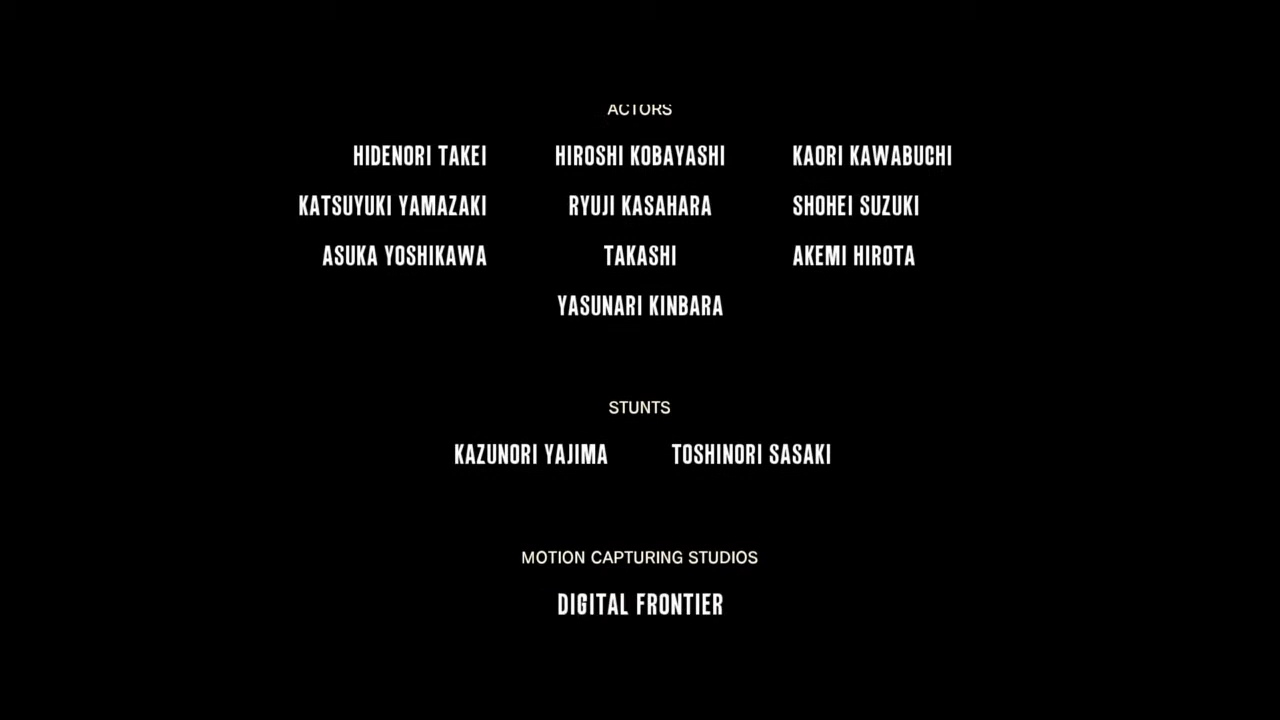 ACTORS
HIDENORI TAKEI HIROSHI KOBAYASHI KAORI KAWABUCHI
KATSUYUKI YAMAZAKI RYUJI KASAHARA SHOHEI SUZUKI
ASUKA YOSHIKAWA TAKASHI AKEMI HIROTA
YASUNARI KINBARA
STUNTS
KAZUNORI YAJIMA TOSHINORI SASAKI
MOTION CAPTURING STUDIOS
DIGITAL FRONTIER